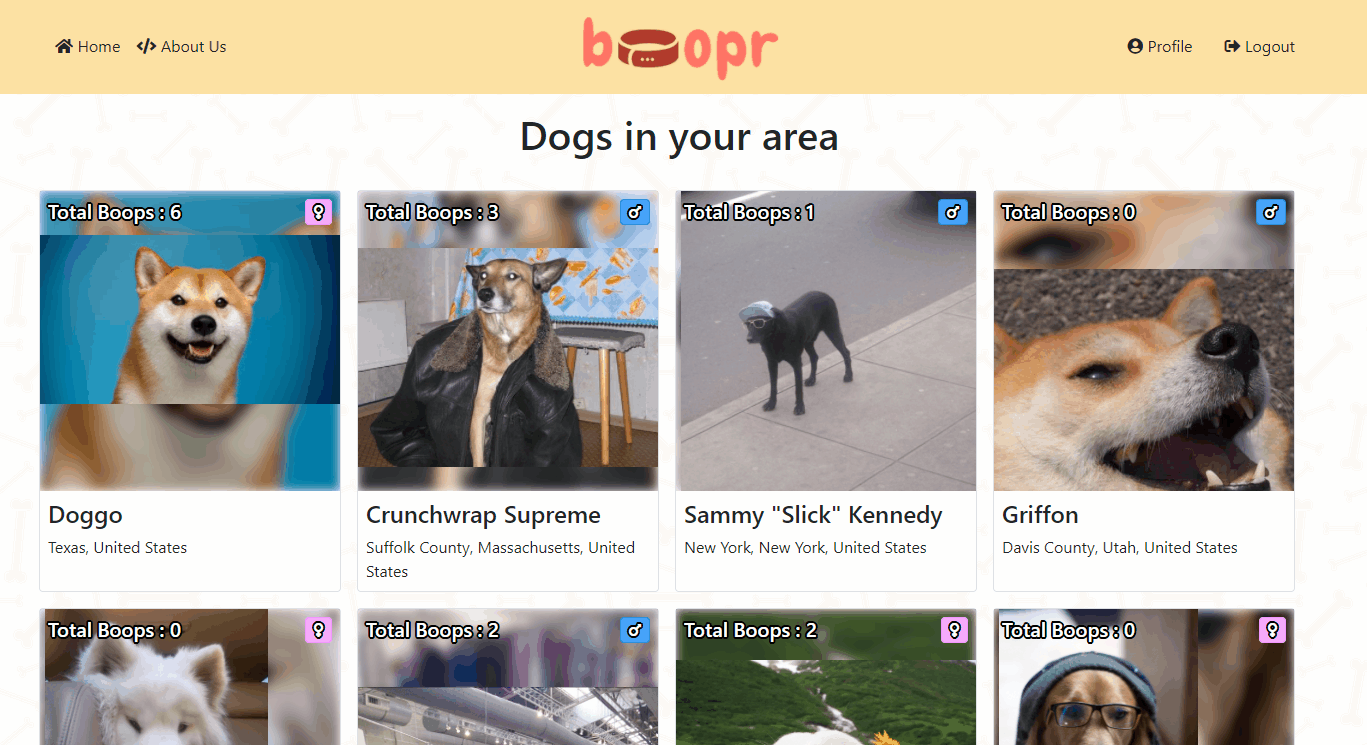 Home
About Us
boopr
Profile
Logout
Dogs in your area
Total Boops : 6
Total Boops : 3
Total Boops : 1
Total Boops : 0
Doggo
Texas, United States
Crunchwrap Supreme
Suffolk County, Massachusetts, United
States
Sammy "Slick" Kennedy
New York, New York, United States
Griffon
Davis County, Utah, United States
Total Boops : 0
Total Boops : 2
Total Boops : 2
Total Boops : 0